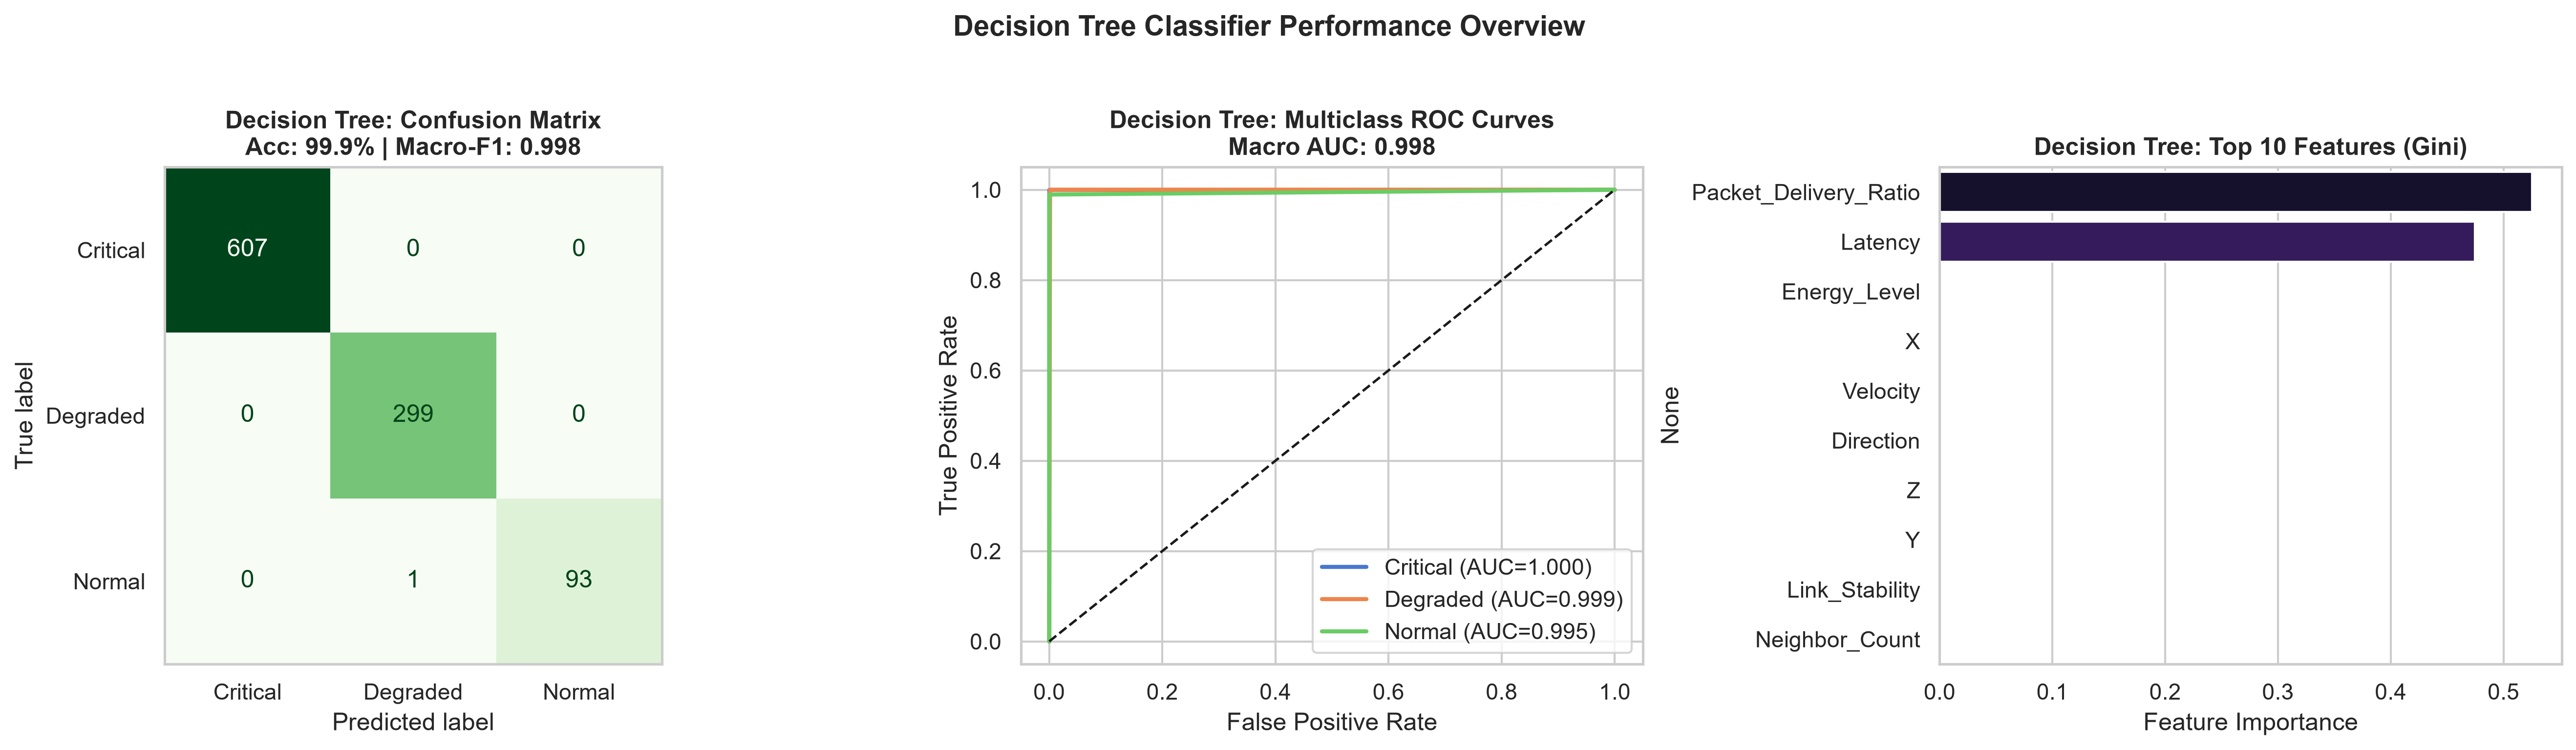 Decision Tree Classifier Performance Overview
Decision Tree: Confusion Matrix
Acc: 99.9% | Macro-F1: 0.998
True label
Critical
607
0
0
Degraded
0
299
0
Normal
0
1
93
Critical
Degraded
Normal
Predicted label
Decision Tree: Multiclass ROC Curves
Macro AUC: 0.998
True Positive Rate
1.0
0.8
0.6
0.4
0.2
0.0
Critical (AUC=1.000)
Degraded (AUC=0.999)
Normal (AUC=0.995)
0.0
0.2
0.4
0.6
0.8
1.0
False Positive Rate
Decision Tree: Top 10 Features (Gini)
None
Packet_Delivery_Ratio
Latency
Energy_Level
X
Velocity
Direction
Z
Y
Link_Stability
Neighbor_Count
0.0
0.1
0.2
0.3
0.4
0.5
Feature Importance